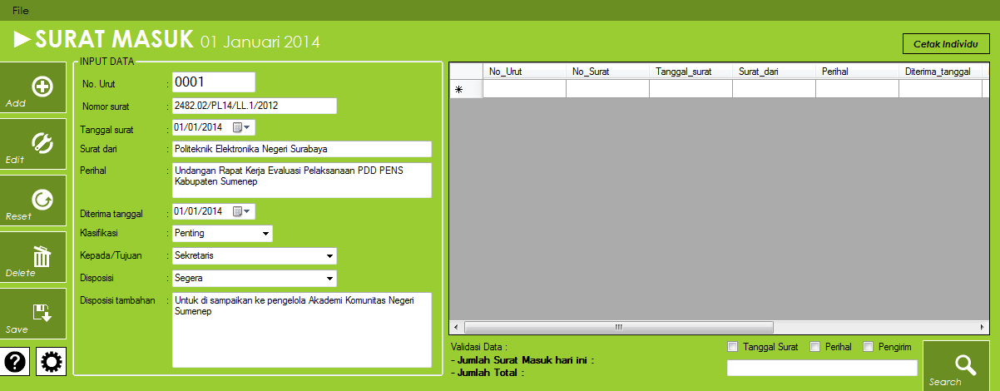 File
►SURAT MASUK 01 Januari 2014
Cetak Individu
Add
Edit
Reset
Delete
Save
INPUT DATA
No. Urut : 0001
Nomor surat : 2482.02/PL14/LL.1/2012
Tanggal surat : 01/01/2014
Surat dari : Politeknik Elektronika Negeri Surabaya
Perihal : Undangan Rapat Kerja Evaluasi Pelaksanaan PDD PENS
Kabupaten Sumenep
Diterima tanggal : 01/01/2014
Klasifikasi : Penting
Kepada/Tujuan : Sekretaris
Disposisi : Segera
Disposisi tambahan : Untuk di sampaikan ke pengelola Akademi Komunitas Negeri
Sumenep
No_Urut No_Surat Tanggal_surat Surat_dari Perihal Diterima_tanggal
Validasi Data :
- Jumlah Surat Masuk hari ini :
- Jumlah Total :
Tanggal Surat Perihal Pengirim
Search